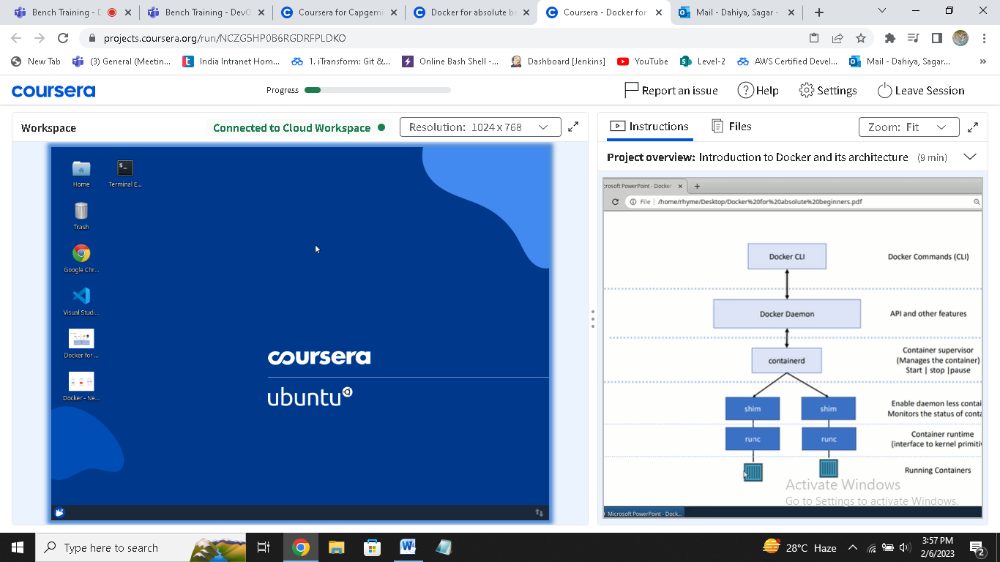 Bench Training - D
Bench Training - DevO
Coursera for Capgemi
Docker for absolute be
Coursera - Docker for
Mail - Dahiya, Sagar -
projects.coursera.org/run/NCZG5HP0B6RGDRFPLDKO
New Tab
(3) General (Meetin...
India Intranet Hom...
1. iTransform: Git &...
Online Bash Shell -...
Dashboard [Jenkins]
YouTube
Level-2
AWS Certified Devel...
Mail - Dahiya, Sagar...
»
coursera
Progress
Report an issue
Help
Settings
Leave Session
Workspace
Connected to Cloud Workspace
Resolution: 1024 x 768
Instructions
Files
Zoom: Fit
Project overview: Introduction to Docker and its architecture (9 min)
Home
Terminal E...
Trash
Google Chr...
Visual Studi...
Docker for ...
Docker - Ne...
coursera
ubuntu
crosoft PowerPoint - Docker
File | /home/rhyme/Desktop/Docker%20for%20absolute%20beginners.pdf
Docker CLI
Docker Commands (CLI)
Docker Daemon
API and other features
containerd
Container supervisor
(Manages the container)
Start | stop |pause
shim
shim
Enable daemon less contai
Monitors the status of conta
runc
runc
Container runtime
(interface to kernel primitiv
Running Containers
Activate Windows
Go to Settings to activate Windows.
Microsoft PowerPoint - Dock...
Type here to search
28°C Haze
3:57 PM
2/6/2023
2